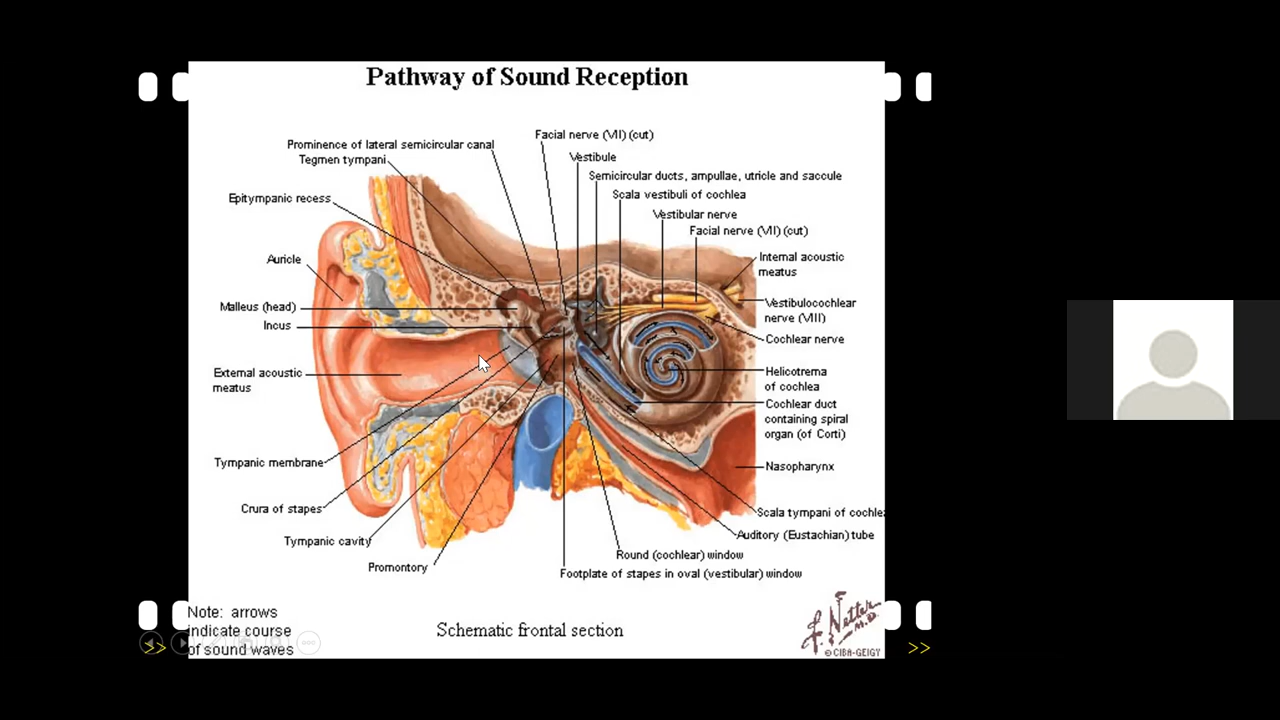 Pathway of Sound Reception
Facial nerve (VII) (cut)
Prominence of lateral semicircular canal
Vestibule
Tegmen tympani
Semicircular ducts, ampullae, utricle and saccule
Scala vestibuli of cochlea
Epitympanic recess
Vestibular nerve
Facial nerve (VII) (cut)
Auricle
Internal acoustic
meatus
Malleus (head)
Vestibulocochlear
nerve (VIII)
Incus
Cochlear nerve
External acoustic
meatus
Helicotrema
of cochlea
Cochlear duct
containing spiral
organ (of Corti)
Tympanic membrane
Nasopharynx
Crura of stapes
Scala tympani of cochlea
Tympanic cavity
Auditory (Eustachian) tube
Promontory
Round (cochlear) window
Footplate of stapes in oval (vestibular) window
Note: arrows
indicate course
of sound waves
Schematic frontal section
F. Netter
M.D.
© CIBA-GEIGY
>> >>